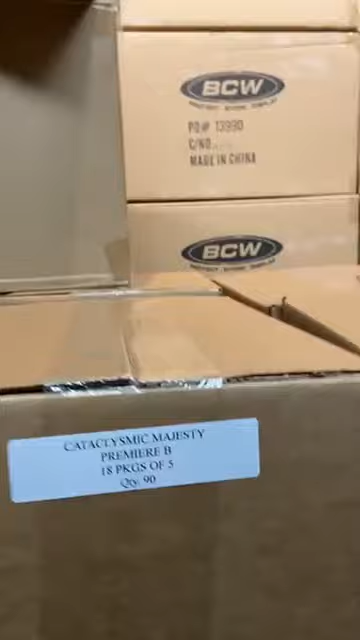 BCW
PO# 13990
C/NO.
MADE IN CHINA
BCW
CATACLYSMIC MAJESTY
PREMIERE B
18 PKGS OF 5
Qty. 90